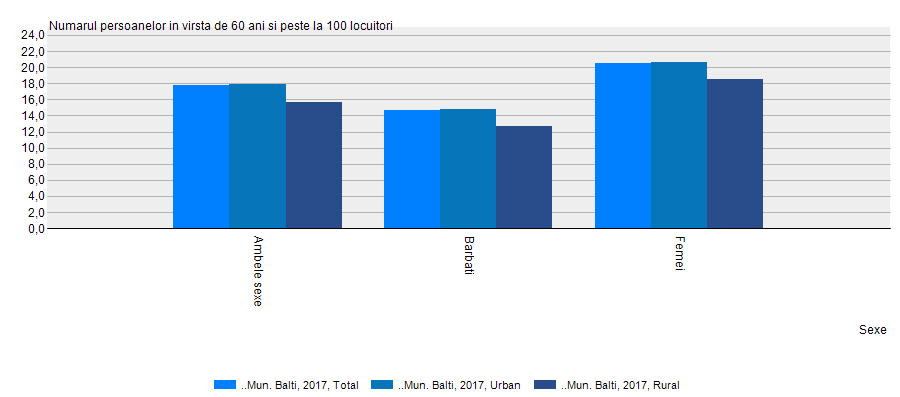 Numarul persoanelor in virsta de 60 ani si peste la 100 locuitori
24,0
22,0
20,0
18,0
16,0
14,0
12,0
10,0
8,0
6,0
4,0
2,0
0,0
Ambele sexe
Barbati
Femei
Sexe
..Mun. Balti, 2017, Total
..Mun. Balti, 2017, Urban
..Mun. Balti, 2017, Rural